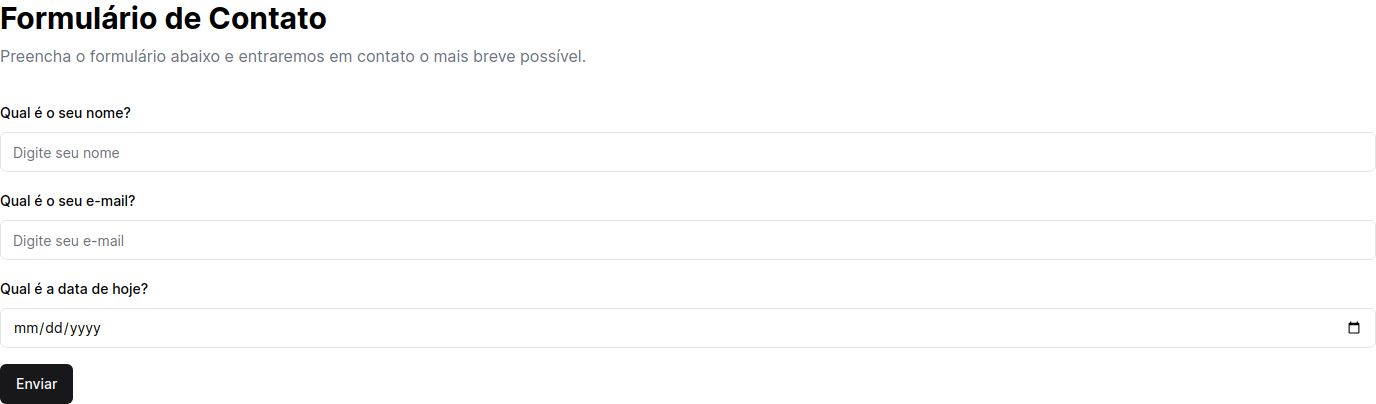 Formulário de Contato
Preencha o formulário abaixo e entraremos em contato o mais breve possível.
Qual é o seu nome?
Digite seu nome
Qual é o seu e-mail?
Digite seu e-mail
Qual é a data de hoje?
mm/dd/yyyy
Enviar